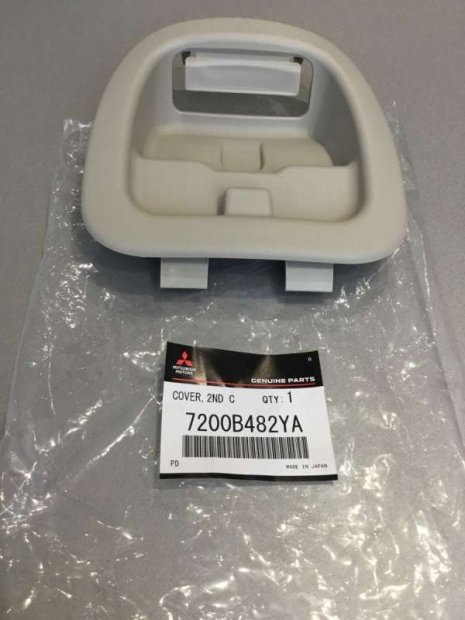 MITSUBISHI
MOTORS
GENUINE PARTS
COVER,2ND C QTY:1
7200B482YA
PD MADE IN JAPAN